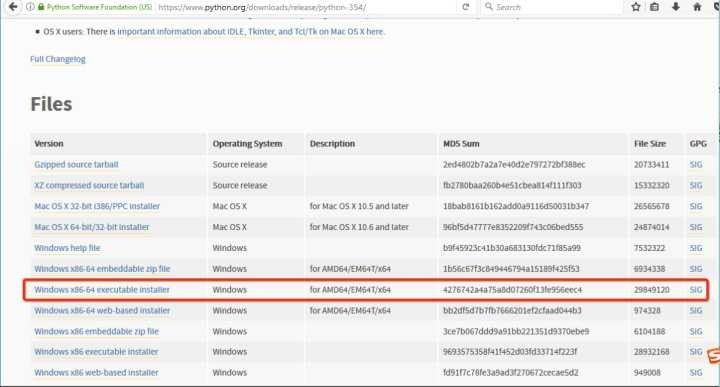 Python Software Foundation (US) https://www.python.org/downloads/release/python-354/ Search
OS X users: There is important information about IDLE, Tkinter, and Tcl/Tk on Mac OS X here.
Full Changelog
Files
Version Operating System Description MD5 Sum File Size GPG
Gzipped source tarball Source release 2ed4802b7a2a7e40d2e797272bf388ec 20733411 SIG
XZ compressed source tarball Source release fb2780baa260b4e51cbea814f111f303 15332320 SIG
Mac OS X 32-bit i386/PPC installer Mac OS X for Mac OS X 10.5 and later 18bab8161b162add0a9116d50031b347 26565678 SIG
Mac OS X 64-bit/32-bit installer Mac OS X for Mac OS X 10.6 and later 96bf5d47777e8352209f743c06bed555 24874014 SIG
Windows help file Windows b9f45923c41b30a683130fdc71f85a99 7532322 SIG
Windows x86-64 embeddable zip file Windows for AMD64/EM64T/x64 1b56c67f3c849446794a15189f425f53 6934338 SIG
Windows x86-64 executable installer Windows for AMD64/EM64T/x64 4276742a4a75a8d07260f13fe956eec4 29849120 SIG
Windows x86-64 web-based installer Windows for AMD64/EM64T/x64 bb2df5d7b7fb7666201ef2cfaad044b3 974328 SIG
Windows x86 embeddable zip file Windows 3ce7b067ddd9a91bb221351d9370ebe9 6104188 SIG
Windows x86 executable installer Windows 9693575358f41f452d03fd33714f223f 28932168 SIG
Windows x86 web-based installer Windows fd91f7c78fe3a9ad3f270672cecae5d2 949008 SIG